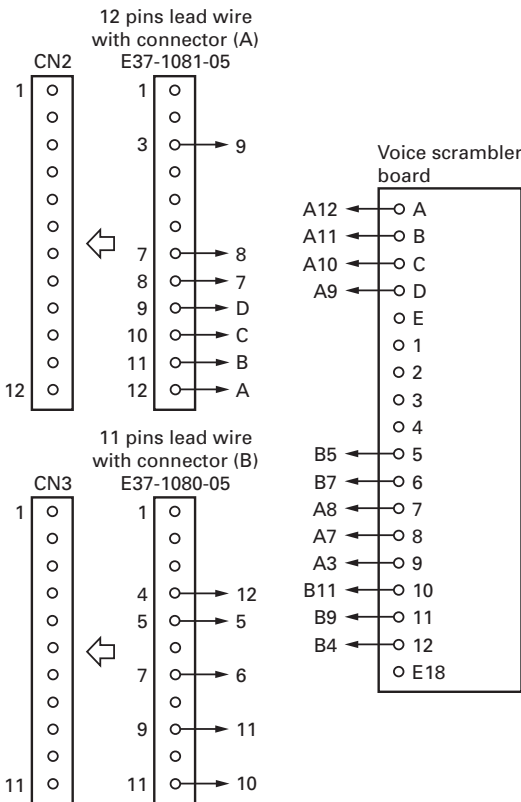 12 pins lead wire
with connector (A)
CN2 E37-1081-05
1 1
3 9
7 8
8 7
9 D
10 C
11 B
12 12 A
11 pins lead wire
with connector (B)
CN3 E37-1080-05
1 1
4 12
5 5
7 6
9 11
11 11 10
Voice scrambler
board
A12 A
A11 B
A10 C
A9 D
E
1
2
3
4
B5 5
B7 6
A8 7
A7 8
A3 9
B11 10
B9 11
B4 12
E18